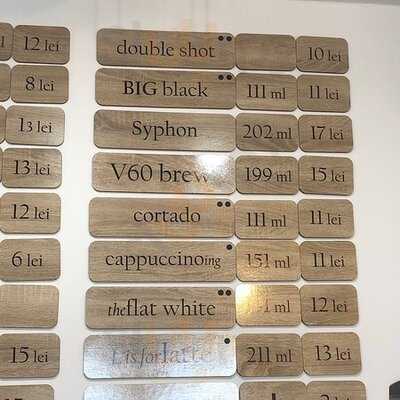 12 lei
8 lei
13 lei
13 lei
12 lei
6 lei
15 lei
double shot 10 lei
BIG black 111 ml 11 lei
Syphon 202 ml 17 lei
V60 brew 199 ml 15 lei
cortado 111 ml 11 lei
cappuccinoing 151 ml 11 lei
theflat white ml 12 lei
L is for latte 211 ml 13 lei
lei